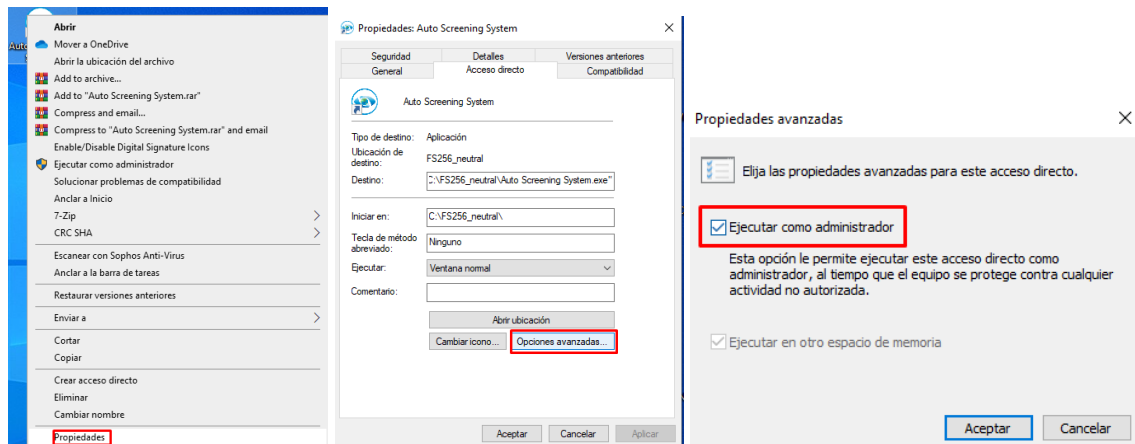 Abrir
Mover a OneDrive
Abrir la ubicación del archivo
Add to archive...
Add to "Auto Screening System.rar"
Compress and email...
Compress to "Auto Screening System.rar" and email
Enable/Disable Digital Signature Icons
Ejecutar como administrador
Solucionar problemas de compatibilidad
Anclar a Inicio
7-Zip
CRC SHA
Escanear con Sophos Anti-Virus
Anclar a la barra de tareas
Restaurar versiones anteriores
Enviar a
Cortar
Copiar
Crear acceso directo
Eliminar
Cambiar nombre
Propiedades
Propiedades: Auto Screening System
Seguridad Detalles Versiones anteriores
General Acceso directo Compatibilidad
Auto Screening System
Tipo de destino: Aplicación
Ubicación de
destino: FS256_neutral
Destino: C:\FS256_neutral\Auto Screening System.exe"
Iniciar en: C:\FS256_neutral\
Tecla de método
abreviado: Ninguno
Ejecutar: Ventana normal
Comentario:
Abrir ubicación
Cambiar icono... Opciones avanzadas...
Aceptar Cancelar Aplicar
Propiedades avanzadas
Elija las propiedades avanzadas para este acceso directo.
Ejecutar como administrador
Esta opción le permite ejecutar este acceso directo como
administrador, al tiempo que el equipo se protege contra cualquier
actividad no autorizada.
Ejecutar en otro espacio de memoria
Aceptar Cancelar